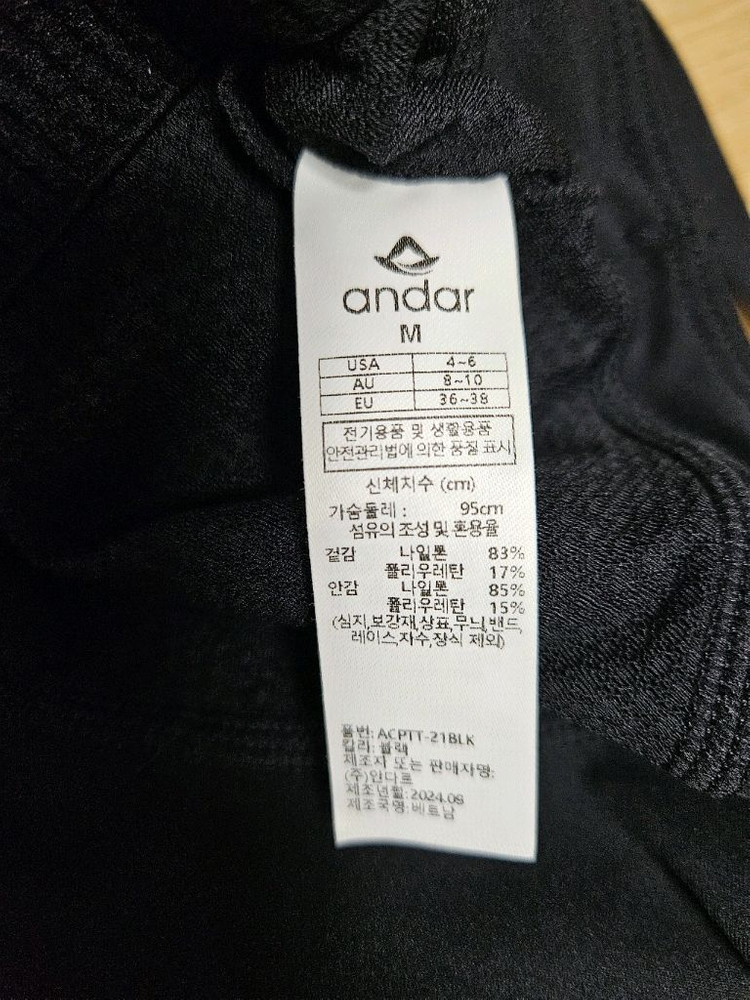 andar
M
USA 4~6
AU 8~10
EU 36~38
전기용품 및 생활용품
안전관리법에 의한 품질 표시
신체치수 (cm)
가슴둘레 : 95cm
섬유의 조성 및 혼용율
겉감 나일론 83%
폴리우레탄 17%
안감 나일론 85%
폴리우레탄 15%
(심지,보강재,상표,무늬,밴드,
레이스,자수,장식 제외)
품번: ACPTT-21BLK
칼라: 블랙
제조자 또는 판매자명:
(주)안다르
제조년월: 2024.08
제조국명: 베트남